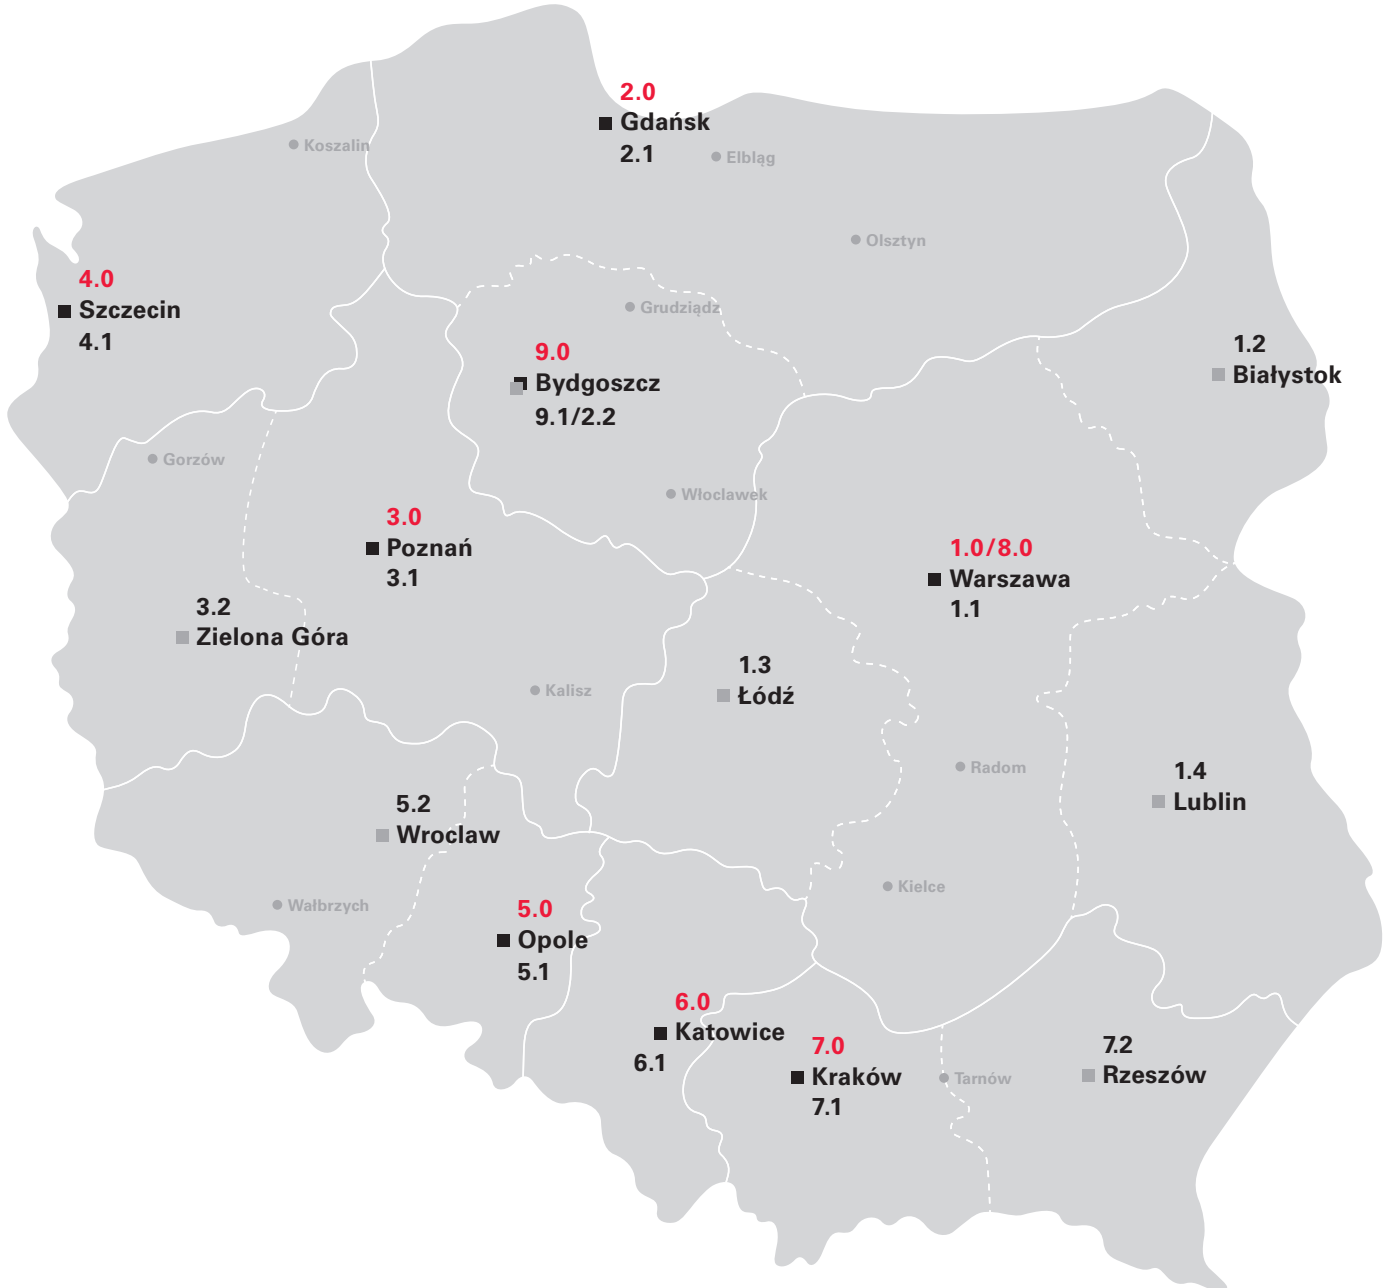 2.0
Gdańsk
2.1
Koszalin
Elbląg
Olsztyn
4.0
Szczecin
4.1
Grudziądz
9.0
Bydgoszcz
9.1/2.2
1.2
Białystok
Gorzów
Włocławek
3.0
Poznań
3.1
1.0/8.0
Warszawa
1.1
3.2
Zielona Góra
1.3
Łódź
Kalisz
Radom
1.4
Lublin
5.2
Wroclaw
Kielce
Wałbrzych
5.0
Opole
5.1
6.0
Katowice
6.1
7.0
Kraków
7.1
Tarnów
7.2
Rzeszów